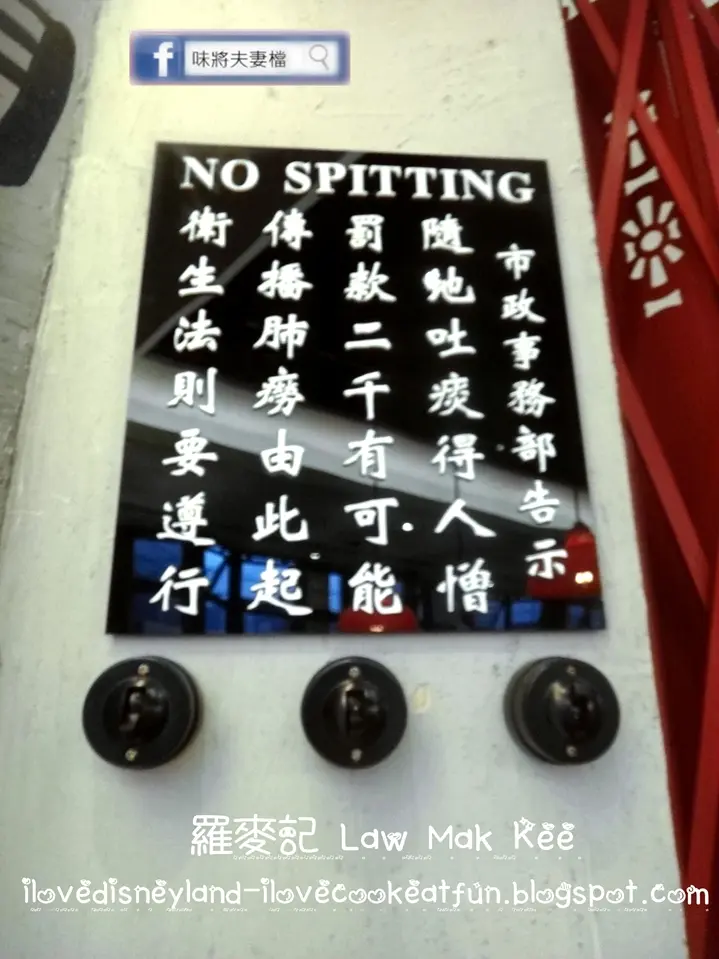 味將夫妻檔
NO SPITTING
市政事務部告示
隨地吐痰得人憎
罰款二千有可能
傳播肺癆由此起
衛生法則要遵行
羅麥記 Law Mak Kee
ilovedisneyland-ilovecookeatfun.blogspot.com